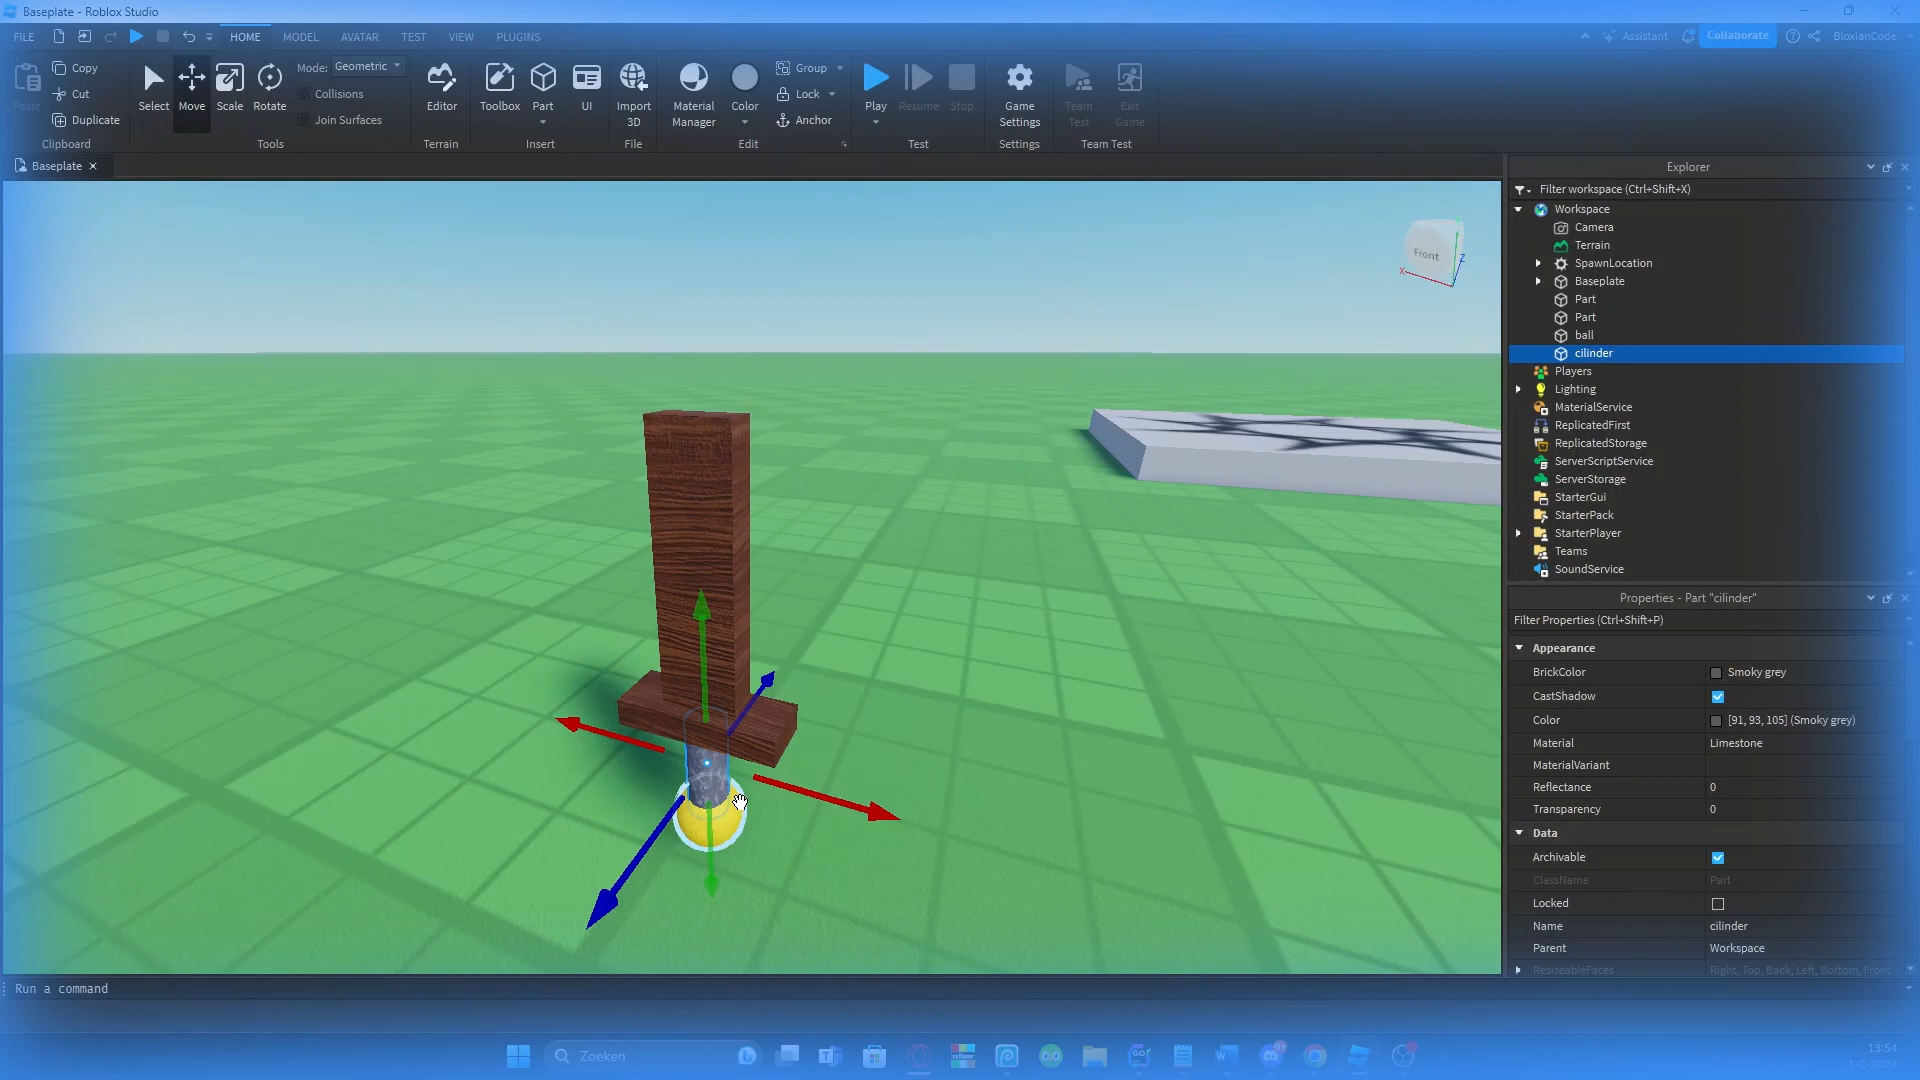 Baseplate - Roblox Studio
FILE HOME MODEL AVATAR TEST VIEW PLUGINS Assistant Collaborate BloxianCode
Paste Copy Cut Duplicate Clipboard
Select Move Scale Rotate Mode: Geometric Collisions Join Surfaces Tools
Editor Terrain
Toolbox Part UI Insert
Import 3D File
Material Manager Color Group Lock Anchor Edit
Play Resume Stop Test
Game Settings Settings
Team Test Exit Game Team Test
Baseplate
Front
X
Z
Explorer
Filter workspace (Ctrl+Shift+X)
Workspace
Camera
Terrain
SpawnLocation
Baseplate
Part
Part
ball
cilinder
Players
Lighting
MaterialService
ReplicatedFirst
ReplicatedStorage
ServerScriptService
ServerStorage
StarterGui
StarterPack
StarterPlayer
Teams
SoundService
Properties - Part "cilinder"
Filter Properties (Ctrl+Shift+P)
Appearance
BrickColor Smoky grey
CastShadow
Color [91, 93, 105] (Smoky grey)
Material Limestone
MaterialVariant
Reflectance 0
Transparency 0
Data
Archivable
ClassName Part
Locked
Name cilinder
Parent Workspace
ResizeableFaces Right, Top, Back, Left, Bottom, Front
Run a command
Zoeken
13:54
1-2-2024